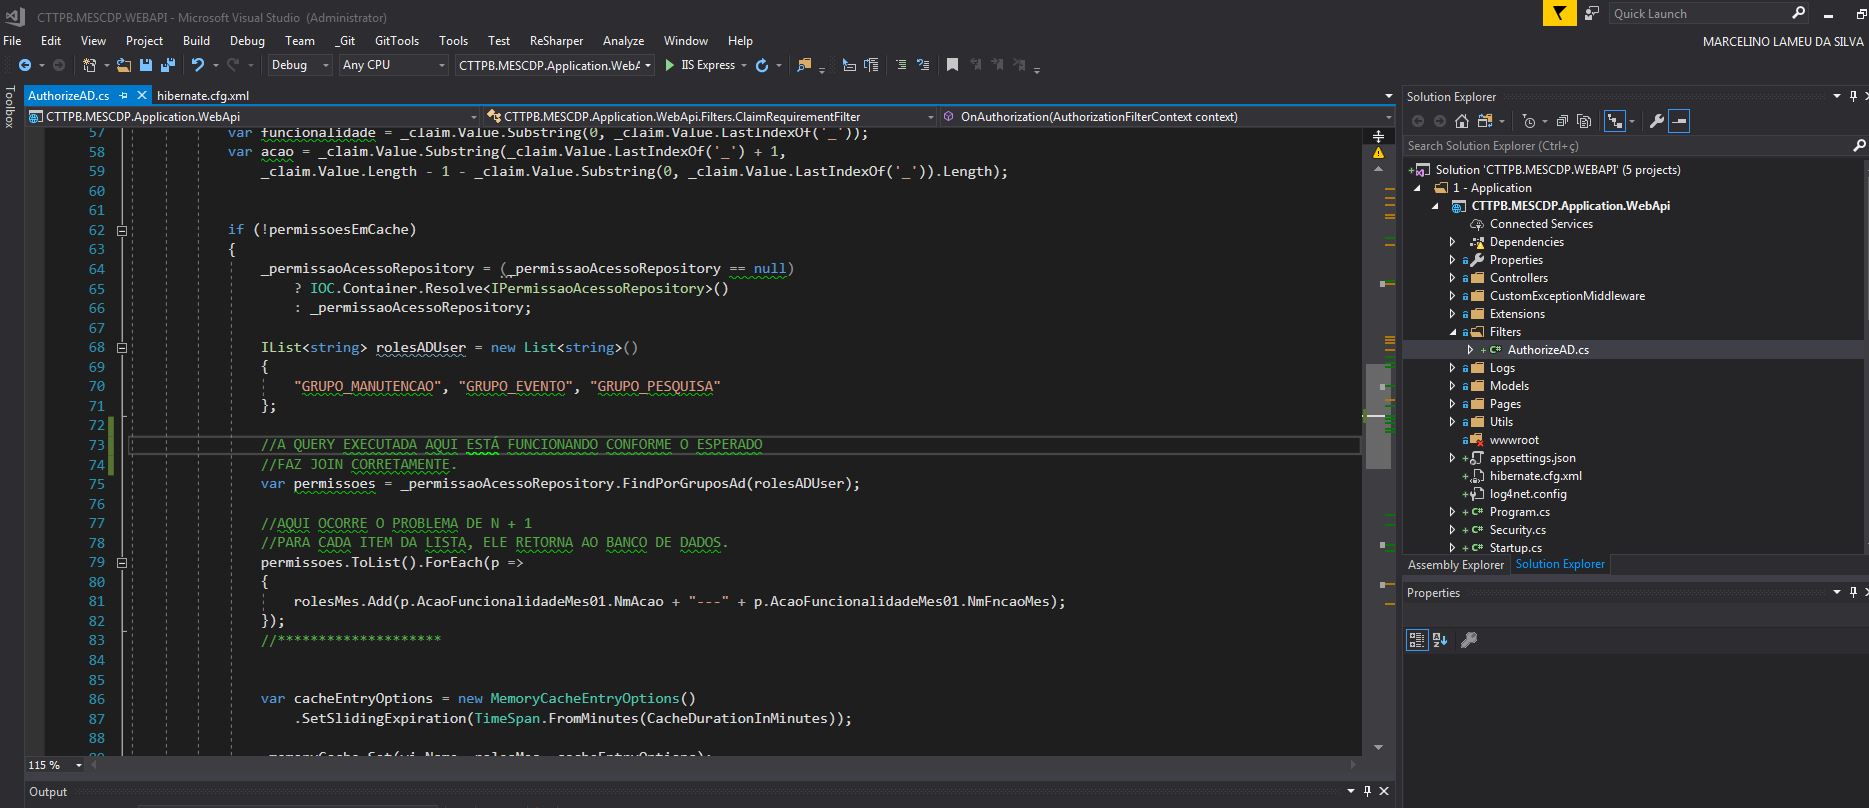 CTTPB.MESCDP.WEBAPI - Microsoft Visual Studio (Administrator)
Quick Launch
File Edit View Project Build Debug Team _Git GitTools Tools Test ReSharper Analyze Window Help
MARCELINO LAMEU DA SILVA
Debug Any CPU CTTPB.MESCDP.Application.WebA IIS Express
Toolbox
AuthorizeAD.cs hibernate.cfg.xml
CTTPB.MESCDP.Application.WebApi CTTPB.MESCDP.Application.WebApi.Filters.ClaimRequirementFilter OnAuthorization(AuthorizationFilterContext context)
57 var funcionalidade = _claim.Value.Substring(0, _claim.Value.LastIndexOf('_'));
58 var acao = _claim.Value.Substring(_claim.Value.LastIndexOf('_') + 1,
59 _claim.Value.Length - 1 - _claim.Value.Substring(0, _claim.Value.LastIndexOf('_')).Length);
60
61
62 if (!permissoesEmCache)
63 {
64 _permissaoAcessoRepository = (_permissaoAcessoRepository == null)
65 ? IOC.Container.Resolve<IPermissaoAcessoRepository>()
66 : _permissaoAcessoRepository;
67
68 IList<string> rolesADUser = new List<string>()
69 {
70 "GRUPO_MANUTENCAO", "GRUPO_EVENTO", "GRUPO_PESQUISA"
71 };
72
73 //A QUERY EXECUTADA AQUI ESTÁ FUNCIONANDO CONFORME O ESPERADO
74 //FAZ JOIN CORRETAMENTE.
75 var permissoes = _permissaoAcessoRepository.FindPorGruposAd(rolesADUser);
76
77 //AQUI OCORRE O PROBLEMA DE N + 1
78 //PARA CADA ITEM DA LISTA, ELE RETORNA AO BANCO DE DADOS.
79 permissoes.ToList().ForEach(p =>
80 {
81 rolesMes.Add(p.AcaoFuncionalidadeMes01.NmAcao + "---" + p.AcaoFuncionalidadeMes01.NmFncaoMes);
82 });
83 //********************
84
85
86 var cacheEntryOptions = new MemoryCacheEntryOptions()
87 .SetSlidingExpiration(TimeSpan.FromMinutes(CacheDurationInMinutes));
88
115 %
Output
Solution Explorer
Search Solution Explorer (Ctrl+ç)
Solution 'CTTPB.MESCDP.WEBAPI' (5 projects)
1 - Application
CTTPB.MESCDP.Application.WebApi
Connected Services
Dependencies
Properties
Controllers
CustomExceptionMiddleware
Extensions
Filters
AuthorizeAD.cs
Logs
Models
Pages
Utils
wwwroot
appsettings.json
hibernate.cfg.xml
log4net.config
Program.cs
Security.cs
Startup.cs
Assembly Explorer Solution Explorer
Properties